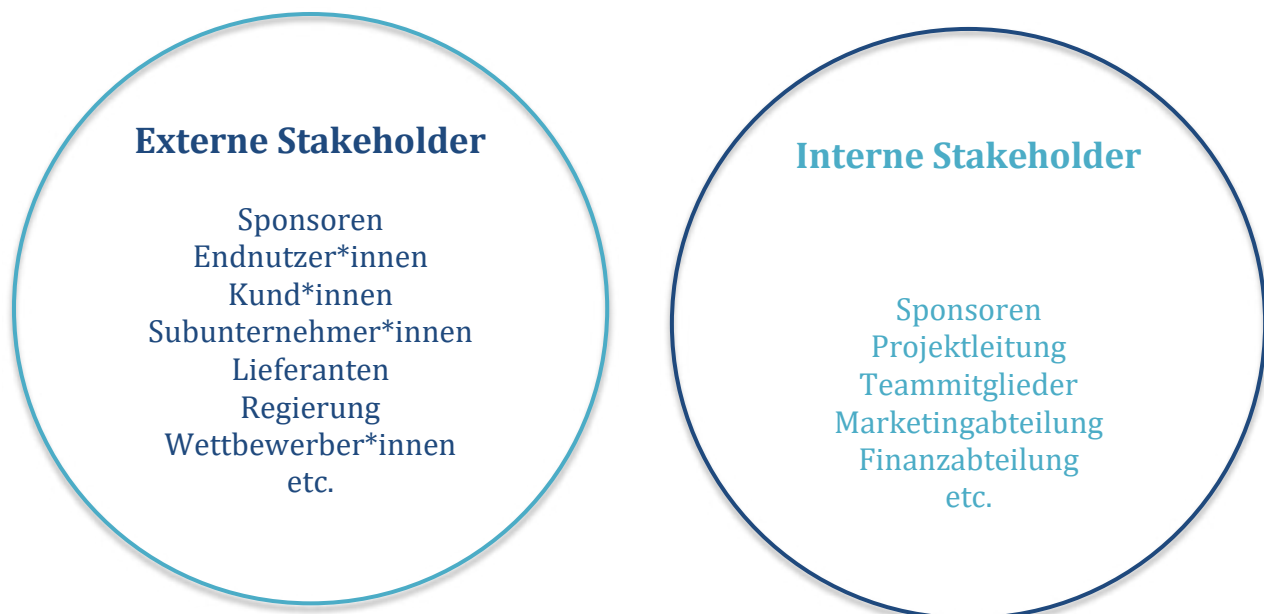 Externe Stakeholder
Sponsoren
Endnutzer*innen
Kund*innen
Subunternehmer*innen
Lieferanten
Regierung
Wettbewerber*innen
etc.
Interne Stakeholder
Sponsoren
Projektleitung
Teammitglieder
Marketingabteilung
Finanzabteilung
etc.